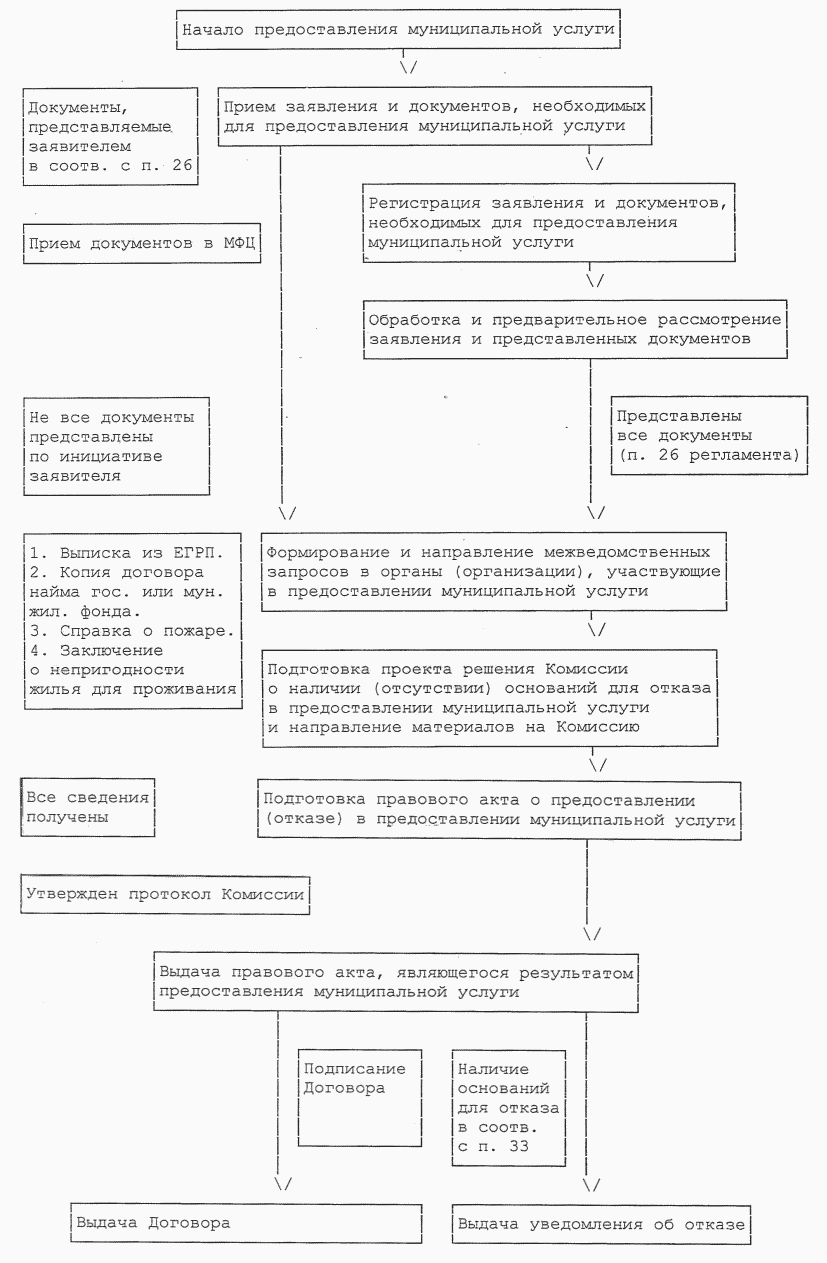 Начало предоставления муниципальной услуги
\/
Документы,
представляемые
заявителем
в соотв. с п. 26
Прием заявления и документов, необходимых
для предоставления муниципальной услуги
\/
Регистрация заявления и документов,
необходимых для предоставления
муниципальной услуги
Прием документов в МФЦ
\/
Обработка и предварительное рассмотрение
заявления и представленных документов
Не все документы
представлены
по инициативе
заявителя
Представлены
все документы
(п. 26 регламента)
\/ \/
1. Выписка из ЕГРП.
2. Копия договора
найма гос. или мун.
жил. фонда.
3. Справка о пожаре.
4. Заключение
о непригодности
жилья для проживания
Формирование и направление межведомственных
запросов в органы (организации), участвующие
в предоставлении муниципальной услуги
\/
Подготовка проекта решения Комиссии
о наличии (отсутствии) оснований для отказа
в предоставлении муниципальной услуги
и направление материалов на Комиссию
\/
Все сведения
получены
Подготовка правового акта о предоставлении
(отказе) в предоставлении муниципальной услуги
Утвержден протокол Комиссии
\/
Выдача правового акта, являющегося результатом
предоставления муниципальной услуги
Подписание
Договора
Наличие
оснований
для отказа
в соотв.
с п. 33
\/ \/
Выдача Договора
Выдача уведомления об отказе